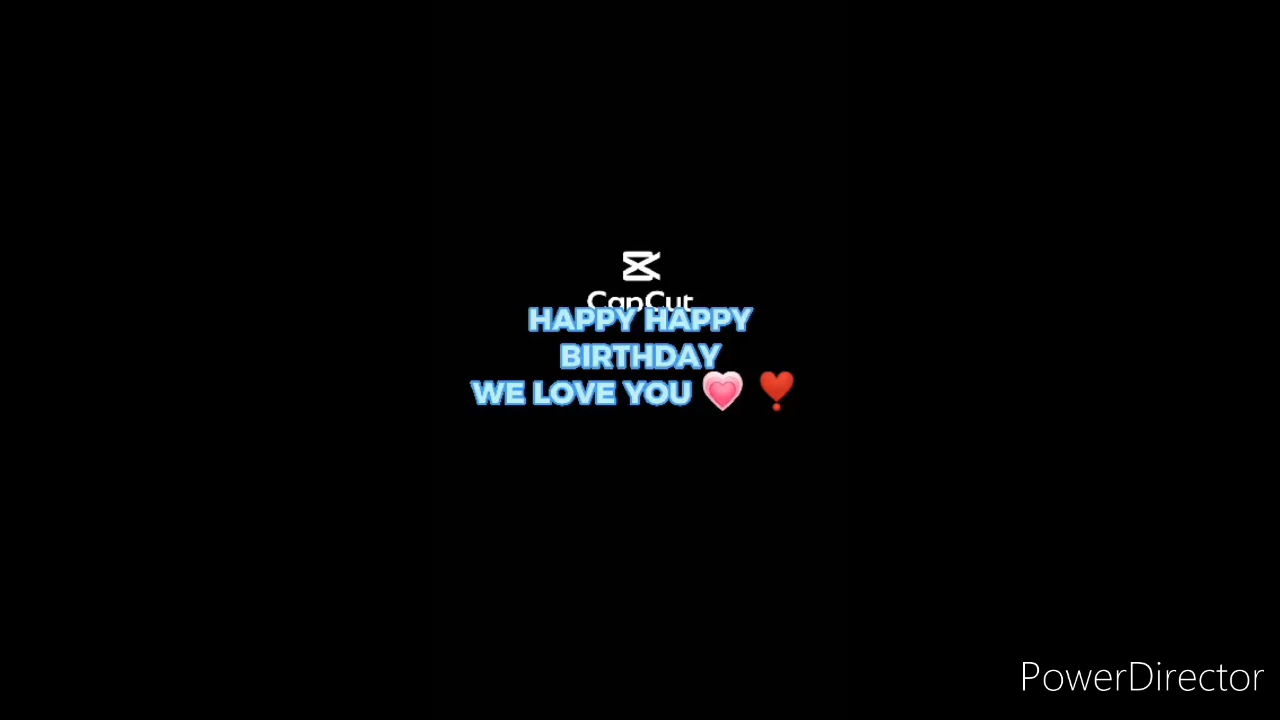 CapCut
HAPPY HAPPY
BIRTHDAY
WE LOVE YOU 💗 ❣️
PowerDirector